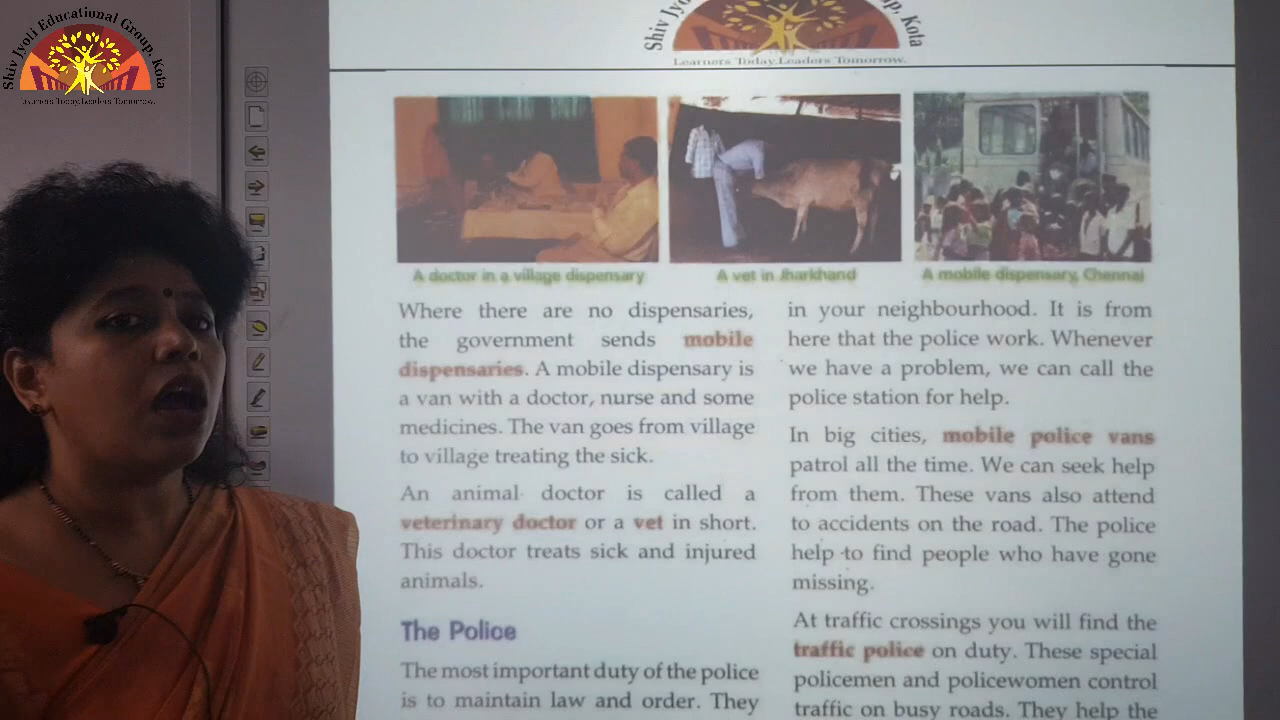 Shiv Jyoti Educational Group, Kota
Learners Today.Leaders Tomorrow.
Shiv Jyo
up, Kota
Learners Today.Leaders Tomorrow.
A doctor in a village dispensary
A vet in Jharkhand
A mobile dispensary, Chennai
Where there are no dispensaries,
the government sends mobile
dispensaries. A mobile dispensary is
a van with a doctor, nurse and some
medicines. The van goes from village
to village treating the sick.
An animal doctor is called a
veterinary doctor or a vet in short.
This doctor treats sick and injured
animals.
The Police
The most important duty of the police
is to maintain law and order. They
in your neighbourhood. It is from
here that the police work. Whenever
we have a problem, we can call the
police station for help.
In big cities, mobile police vans
patrol all the time. We can seek help
from them. These vans also attend
to accidents on the road. The police
help to find people who have gone
missing.
At traffic crossings you will find the
traffic police on duty. These special
policemen and policewomen control
traffic on busy roads. They help the